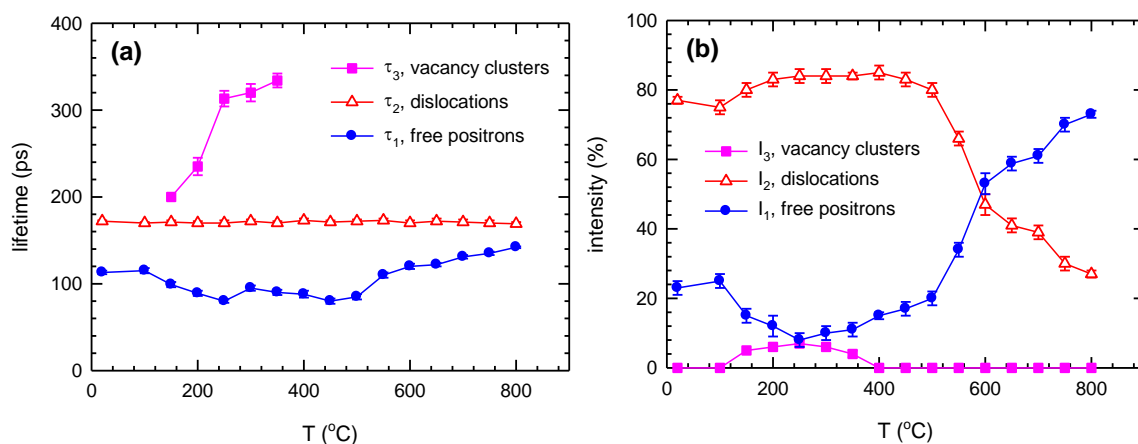 (a)
400
300
200
100
0
lifetime (ps)
τ3, vacancy clusters
τ2, dislocations
τ1, free positrons
0 200 400 600 800
T (oC)
(b)
100
80
60
40
20
0
intensity (%)
I3, vacancy clusters
I2, dislocations
I1, free positrons
0 200 400 600 800
T (oC)